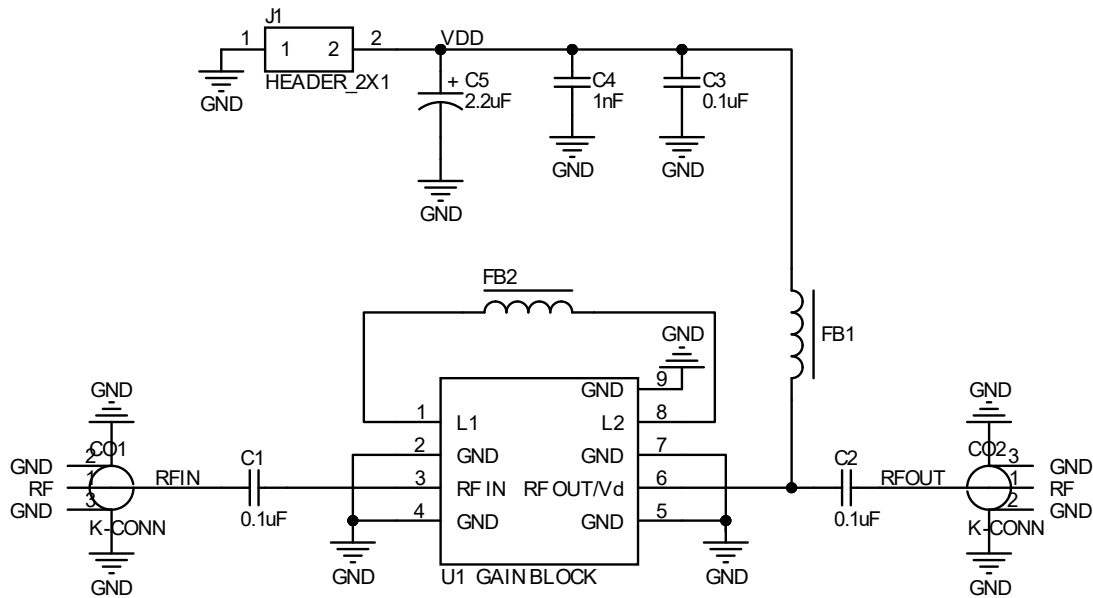 J1
1 1 2 2 VDD
HEADER_2X1
GND
+ C5
2.2uF
GND
C4
1nF
GND
C3
0.1uF
GND
FB2
FB1
GND
GND 9
1 L1 L2 8
2 GND GND 7
3 RF IN RF OUT/Vd 6
4 GND GND 5
U1 GAIN BLOCK
GND
GND
GND
CO1
GND 2
RF 1
GND 3
K-CONN
GND
RFIN
C1
0.1uF
C2
0.1uF
RFOUT
GND
CO2
3 GND
1 RF
2 GND
K-CONN
GND